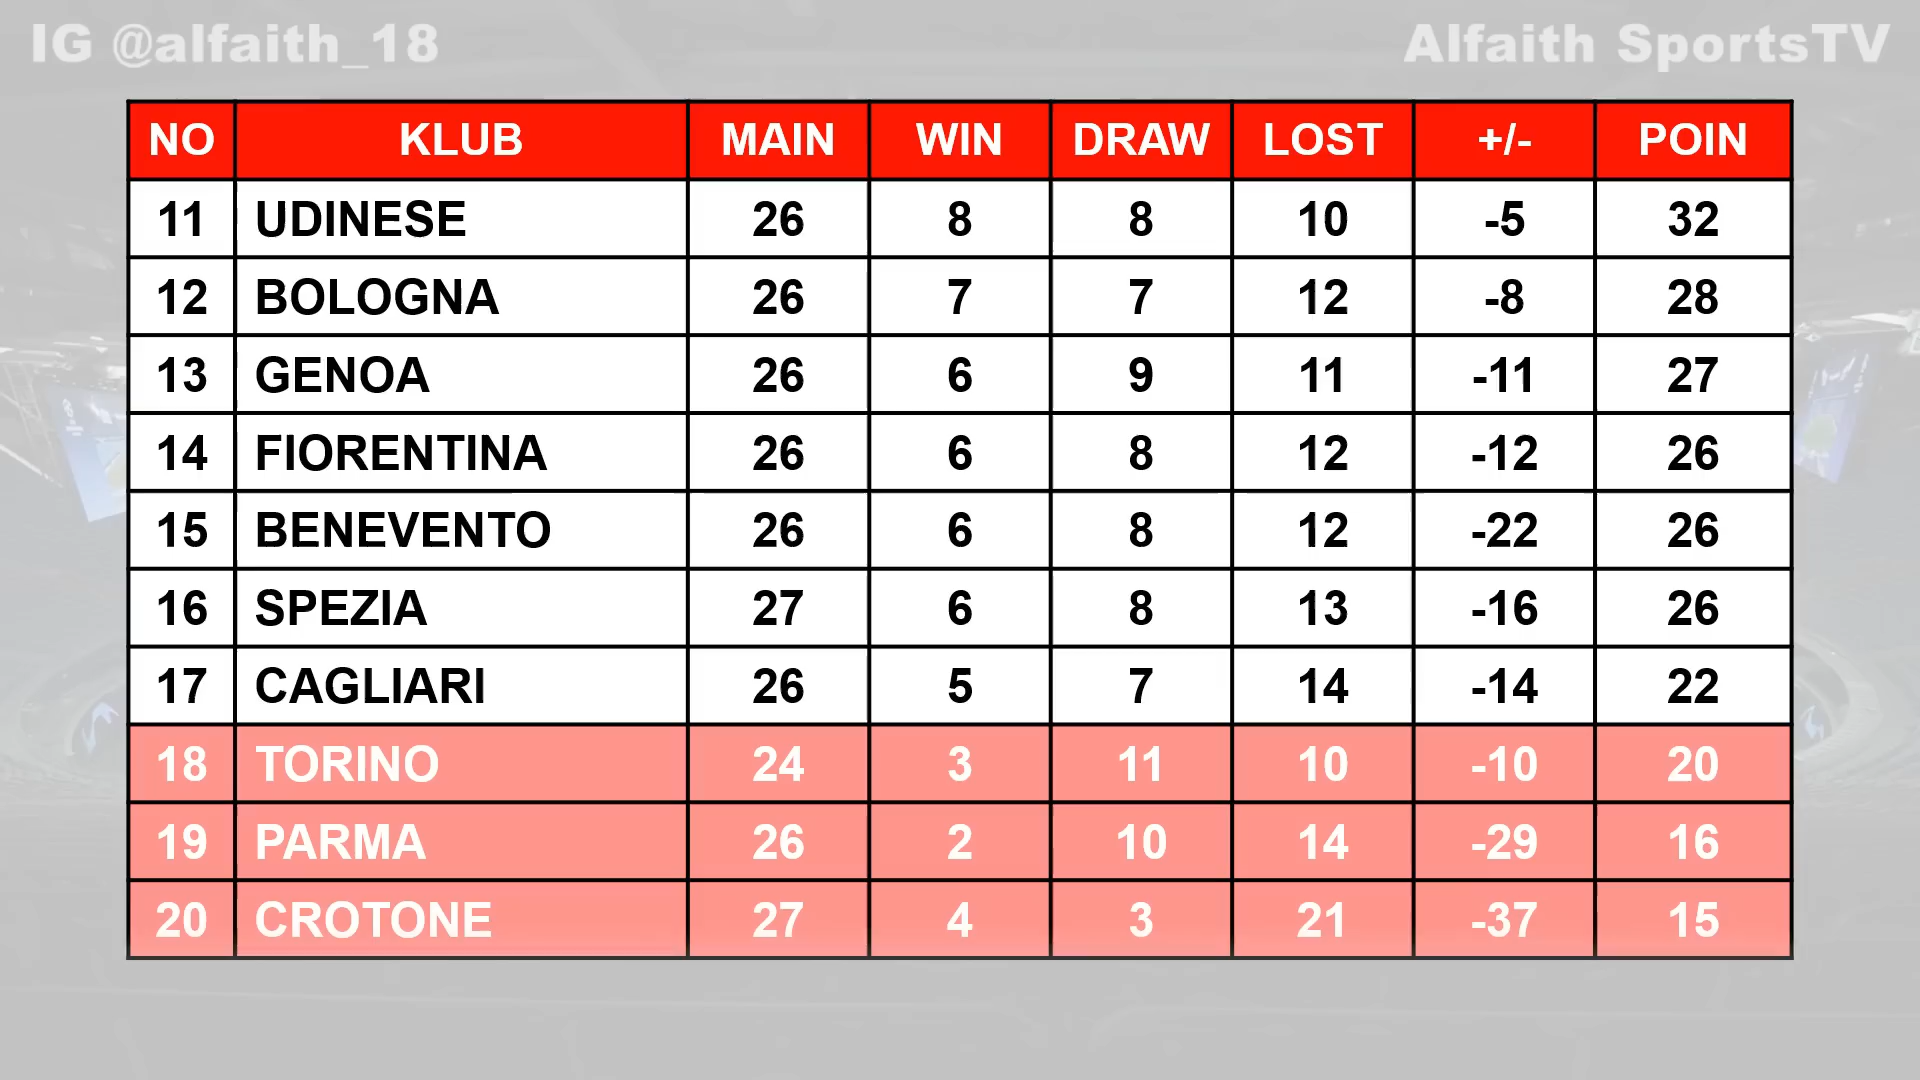 IG @alfaith_18
Alfaith SportsTV
NO KLUB MAIN WIN DRAW LOST +/- POIN
11 UDINESE 26 8 8 10 -5 32
12 BOLOGNA 26 7 7 12 -8 28
13 GENOA 26 6 9 11 -11 27
14 FIORENTINA 26 6 8 12 -12 26
15 BENEVENTO 26 6 8 12 -22 26
16 SPEZIA 27 6 8 13 -16 26
17 CAGLIARI 26 5 7 14 -14 22
18 TORINO 24 3 11 10 -10 20
19 PARMA 26 2 10 14 -29 16
20 CROTONE 27 4 3 21 -37 15